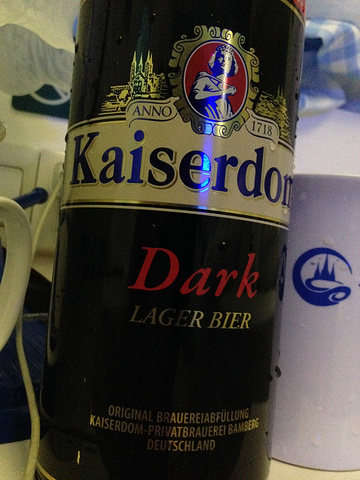 ANNO 1718
Kaiserdom
Dark
LAGER BIER
ORIGINAL BRAUEREIABFÜLLUNG
KAISERDOM-PRIVATBRAUEREI BAMBERG
DEUTSCHLAND